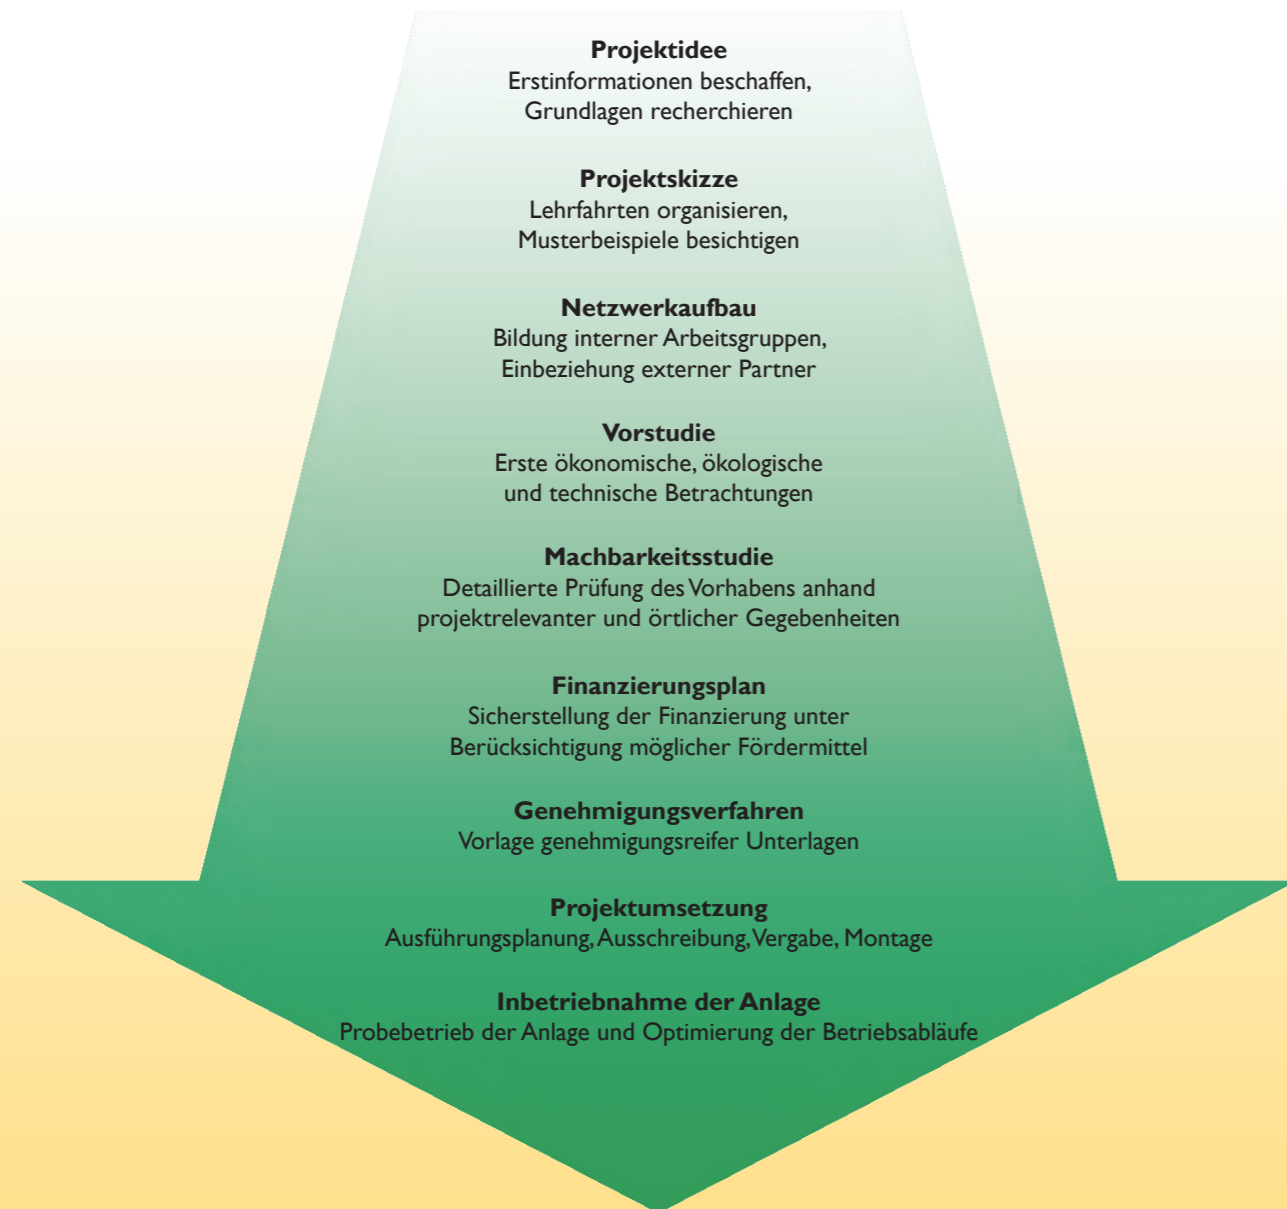 Projektidee
Erstinformationen beschaffen,
Grundlagen recherchieren
Projektskizze
Lehrfahrten organisieren,
Musterbeispiele besichtigen
Netzwerkaufbau
Bildung interner Arbeitsgruppen,
Einbeziehung externer Partner
Vorstudie
Erste ökonomische, ökologische
und technische Betrachtungen
Machbarkeitsstudie
Detaillierte Prüfung des Vorhabens anhand
projektrelevanter und örtlicher Gegebenheiten
Finanzierungsplan
Sicherstellung der Finanzierung unter
Berücksichtigung möglicher Fördermittel
Genehmigungsverfahren
Vorlage genehmigungsreifer Unterlagen
Projektumsetzung
Ausführungsplanung, Ausschreibung, Vergabe, Montage
Inbetriebnahme der Anlage
Probebetrieb der Anlage und Optimierung der Betriebsabläufe